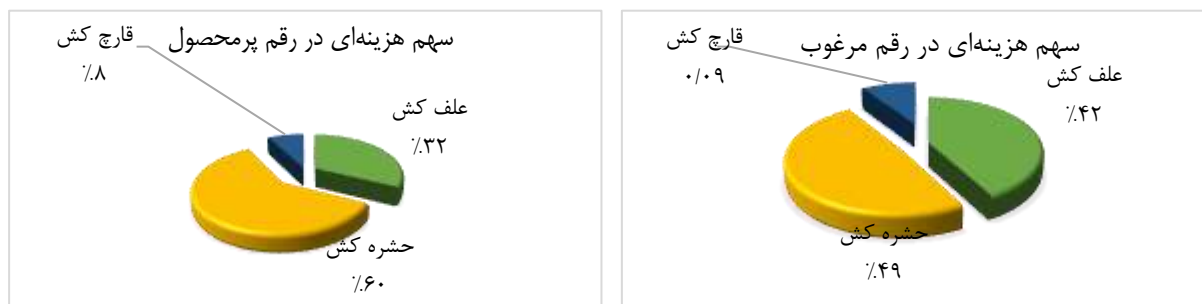 سهم هزینه‌ای در رقم مرغوب
قارچ کش
۰/۰۹
علف کش
٪۴۲
حشره کش
٪۴۹
سهم هزینه‌ای در رقم پرمحصول
قارچ کش
٪۸
علف کش
٪۳۲
حشره کش
٪۶۰